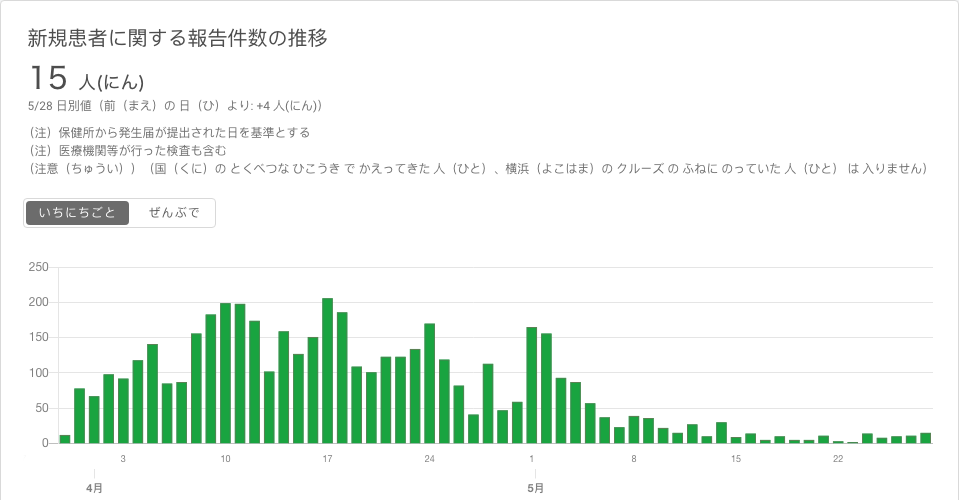 新規患者に関する報告件数の推移
15 人(にん)
5/28 日別値（前（まえ）の 日（ひ）より: +4 人(にん)）
（注）保健所から発生届が提出された日を基準とする
（注）医療機関等が行った検査も含む
（注意（ちゅうい））（国（くに）の とくべつな ひこうき で かえってきた 人（ひと）、横浜（よこはま）の クルーズ の ふねに のっていた 人（ひと） は 入りません）
いちにちごと ぜんぶで
250
200
150
100
50
0
3 10 17 24 1 8 15 22
4月 5月